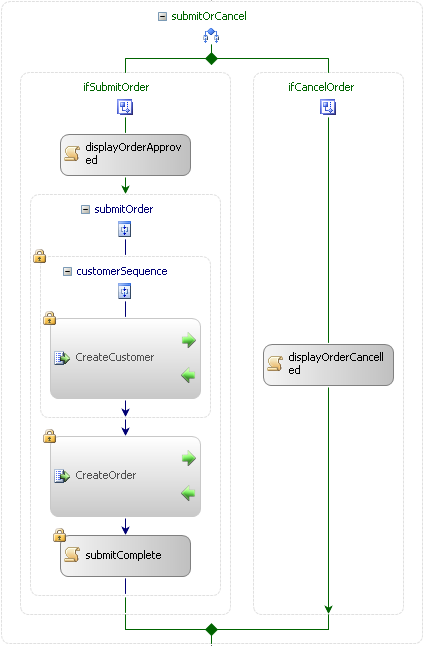 submitOrCancel
ifSubmitOrder
displayOrderApprov
ed
submitOrder
customerSequence
CreateCustomer
CreateOrder
submitComplete
ifCancelOrder
displayOrderCancell
ed